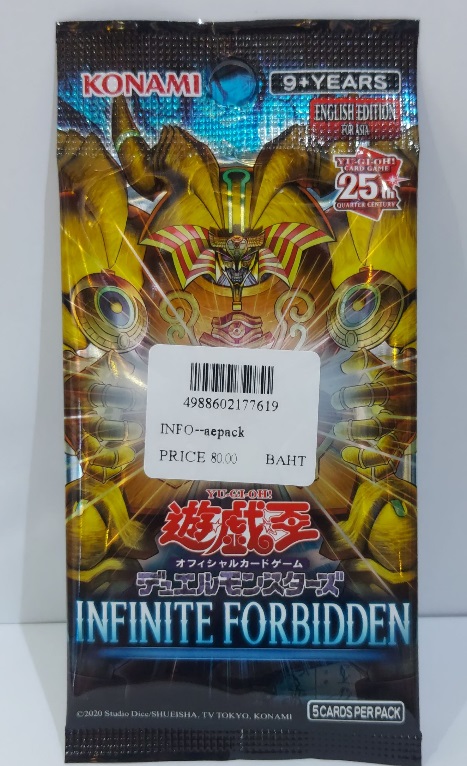 KONAMI
9+YEARS
ENGLISH EDITION
FOR ASIA
YU-GI-OH!
CARD GAME
25th
QUARTER CENTURY
4988602177619
INFO--aepack
PRICE 80.00 BAHT
YU-GI-OH!
遊戯王
オフィシャルカードゲーム
デュエルモンスターズ
INFINITE FORBIDDEN
©2020 Studio Dice/SHUEISHA, TV TOKYO, KONAMI
5 CARDS PER PACK